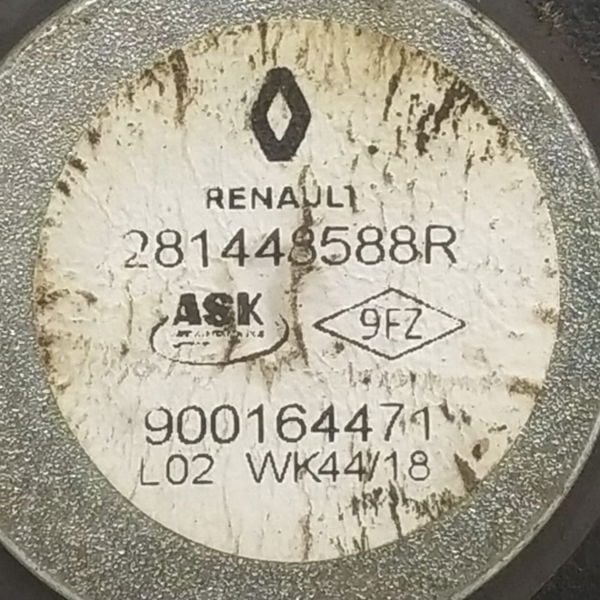 RENAULT
281448588R
ASK 9FZ
900164471
L02 WK44/18